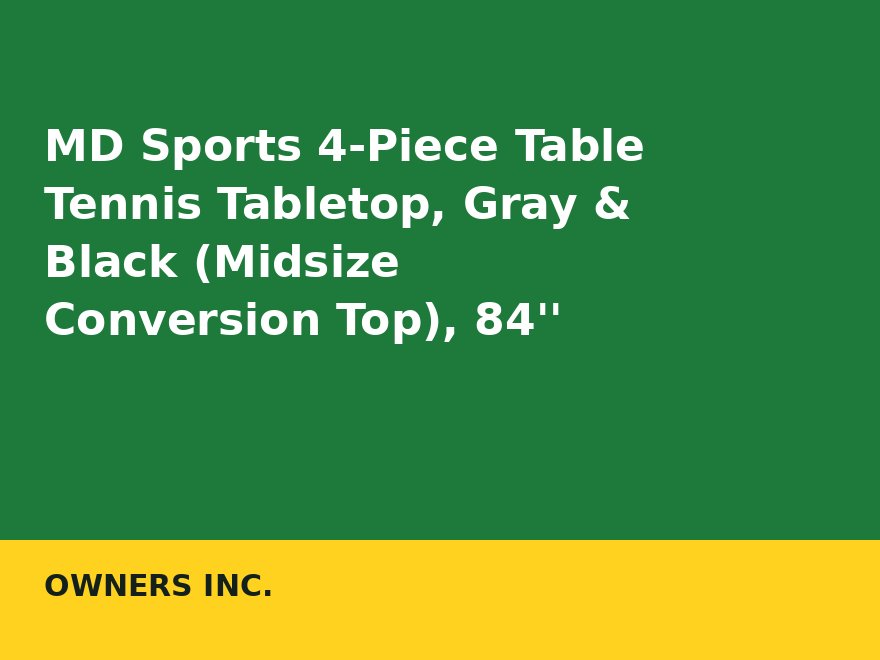 MD Sports 4-Piece Table
Tennis Tabletop, Gray &
Black (Midsize
Conversion Top), 84''
OWNERS INC.